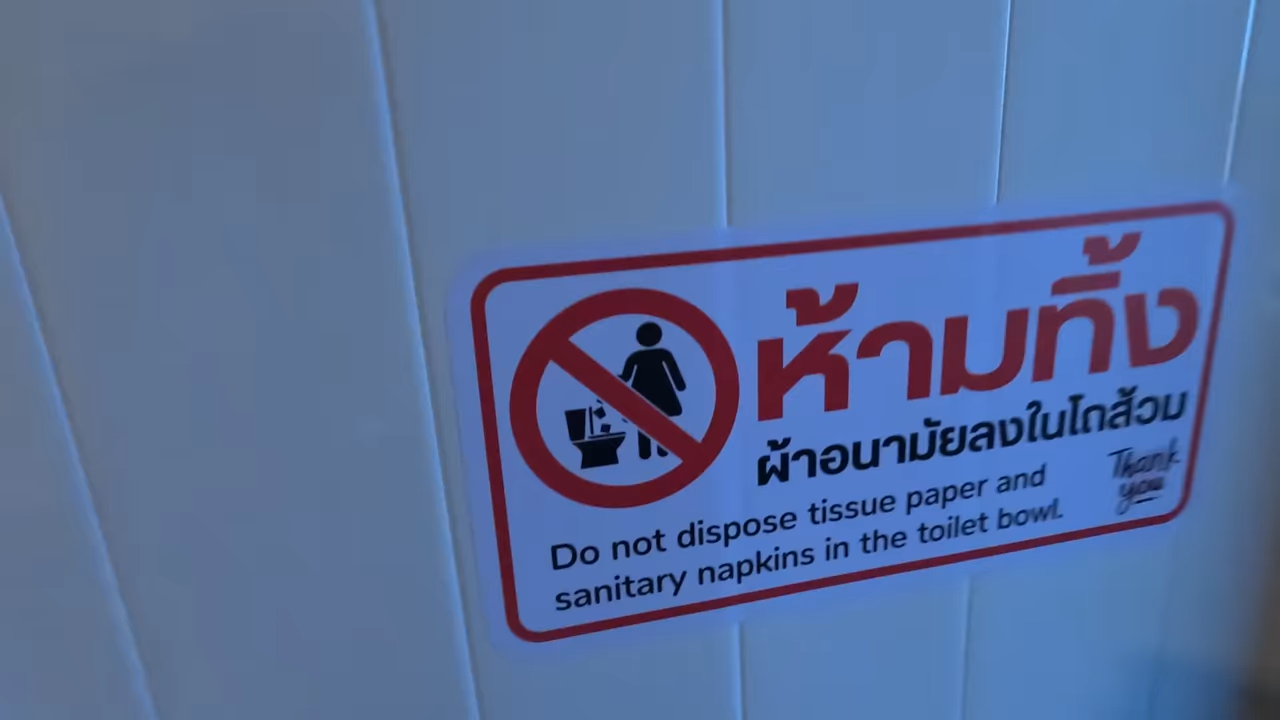 ห้ามทิ้ง
ผ้าอนามัยลงในโถส้วม
Do not dispose tissue paper and
sanitary napkins in the toilet bowl.
Thank
you